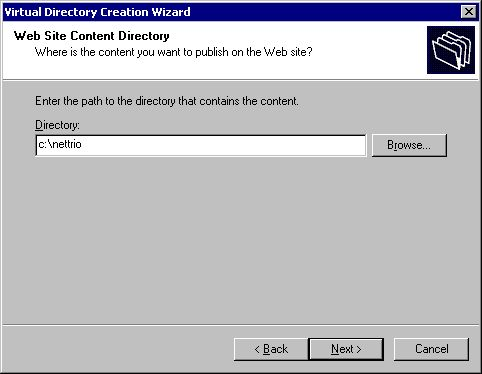 Virtual Directory Creation Wizard
Web Site Content Directory
Where is the content you want to publish on the Web site?
Enter the path to the directory that contains the content.
Directory:
c:\nettrio
Browse...
< Back
Next >
Cancel